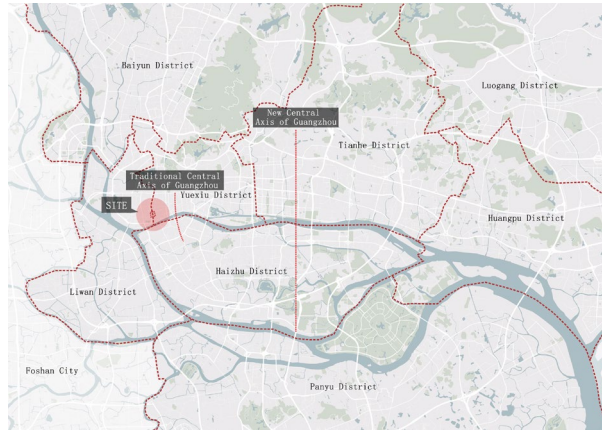 Baiyun District
Luogang District
New Central
Axis of Guangzhou
Tianhe District
Traditional Central
Axis of Guangzhou
Yuexiu District
SITE
Huangpu District
Haizhu District
Liwan District
Foshan City
Panyu District